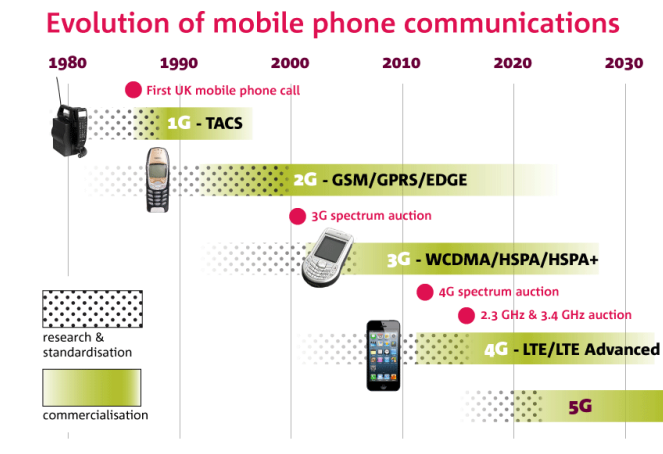 Evolution of mobile phone communications
1980 1990 2000 2010 2020 2030
First UK mobile phone call
1G - TACS
2G - GSM/GPRS/EDGE
3G spectrum auction
3G - WCDMA/HSPA/HSPA+
4G spectrum auction
2.3 GHz & 3.4 GHz auction
research &
standardisation
4G - LTE/LTE Advanced
5G
commercialisation